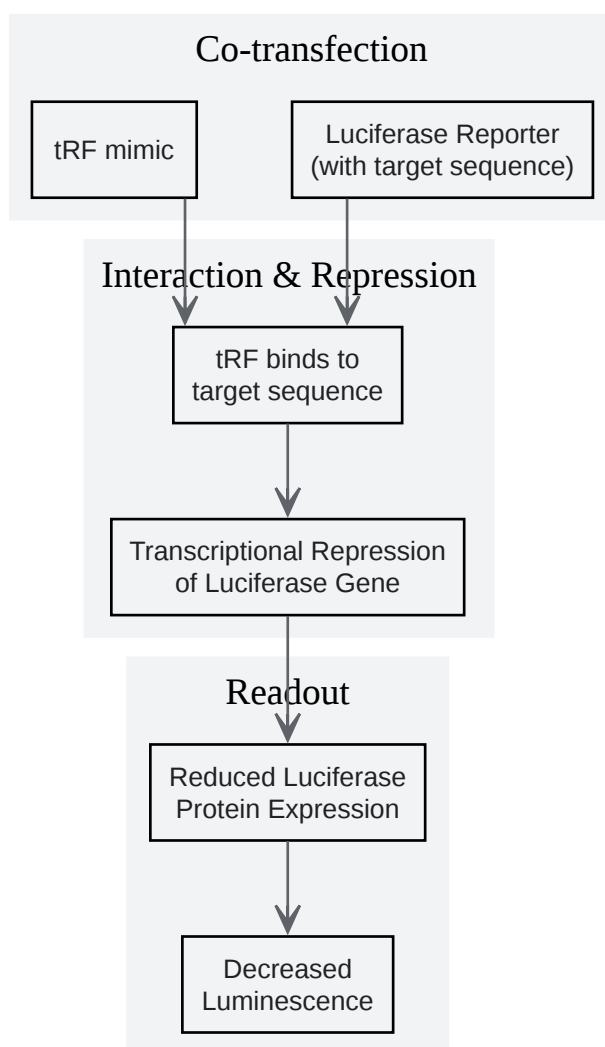 Co-transfection
tRF mimic
Luciferase Reporter
(with target sequence)
Interaction & Repression
tRF binds to
target sequence
Transcriptional Repression
of Luciferase Gene
Readout
Reduced Luciferase
Protein Expression
Decreased
Luminescence